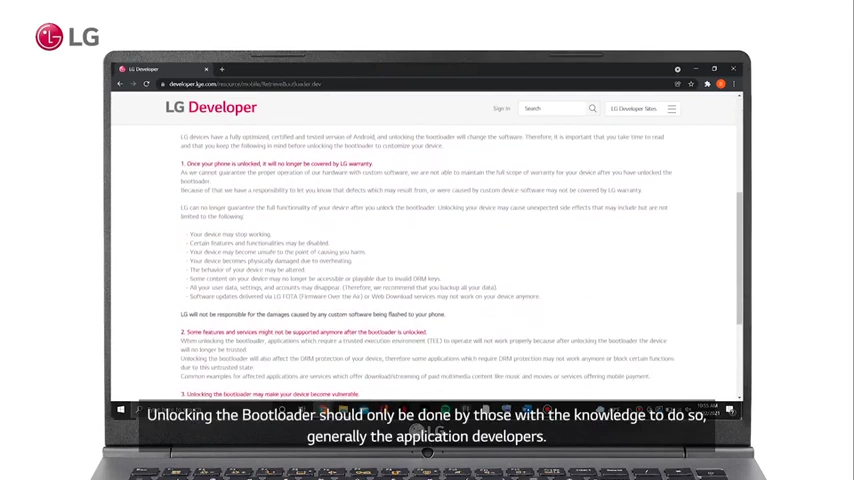 LG
LG Developer
developer.lge.com/resource/mobile/RetrieveBootloader.dev
LG Developer
Sign In
Search
LG Developer Sites
LG devices have a fully optimized, certified and tested version of Android, and unlocking the bootloader will change the software. Therefore, it is important that you take time to read
and that you keep the following in mind before unlocking the bootloader to customize your device.
1. Once your phone is unlocked, it will no longer be covered by LG warranty.
As we cannot guarantee the proper operation of our hardware with custom software, we are not able to maintain the full scope of warranty for your device after you have unlocked the
bootloader.
Because of that we have a responsibility to let you know that defects which may result from, or were caused by custom device-software may not be covered by LG warranty.
LG can no longer guarantee the full functionality of your device after you unlock the bootloader. Unlocking your device may cause unexpected side effects that may include but are not
limited to the following:
- Your device may stop working.
- Certain features and functionalities may be disabled.
- Your device may become unsafe to the point of causing you harm.
- Your device becomes physically damaged due to overheating.
- The behavior of your device may be altered.
- Some content on your device may no longer be accessible or playable due to invalid DRM keys.
- All your user data, settings, and accounts may disappear. (Therefore, we recommend that you backup all your data).
- Software updates delivered via LG FOTA (Firmware Over the Air) or Web Download services may not work on your device anymore.
LG will not be responsible for the damages caused by any custom software being flashed to your phone.
2. Some features and services might not be supported anymore after the bootloader is unlocked.
When unlocking the bootloader, applications which require a trusted execution environment (TEE) to operate will not work properly because after unlocking the bootloader the device
will no longer be trusted.
Unlocking the bootloader will also affect the DRM protection of your device, therefore some applications which require DRM protection may not work anymore or block certain functions
due to this untrusted state.
Common examples for affected applications are services which offer download/streaming of paid multimedia content like music and movies or services offering mobile payment.
3. Unlocking the bootloader may make your device become vulnerable.
10:55 AM
Unlocking the Bootloader should only be done by those with the knowledge to do so,
generally the application developers.